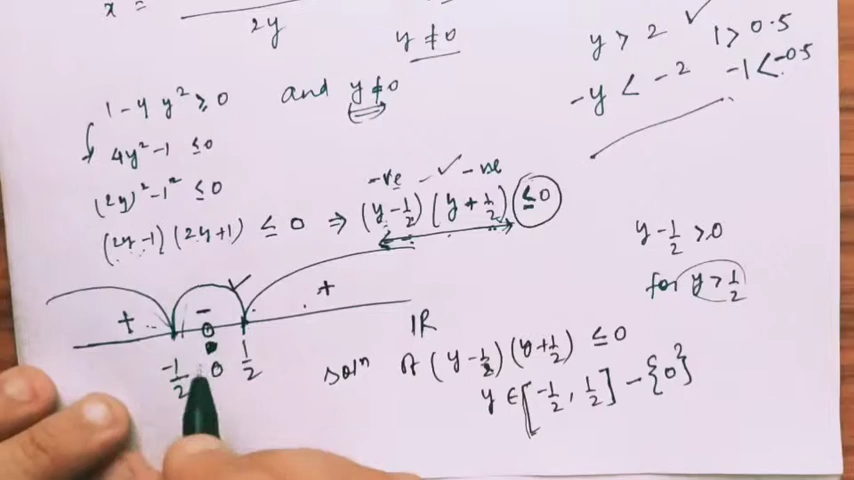 x =
2y
y ≠ 0
1 - 4y² ≥ 0 and y ≠ 0
4y² - 1 ≤ 0
(2y)² - 1² ≤ 0
(2y-1)(2y+1) ≤ 0 ⇒ (y - 1/2)(y + 1/2) ≤ 0
-ve - ✓ -ve
+ - +
-1/2 0 1/2
IR
y > 2 ✓ 1 > 0.5
-y < -2 -1 < -0.5
y - 1/2 > 0
for y > 1/2
solⁿ of (y - 1/2)(y + 1/2) ≤ 0
y ∈ [-1/2, 1/2] - {0}